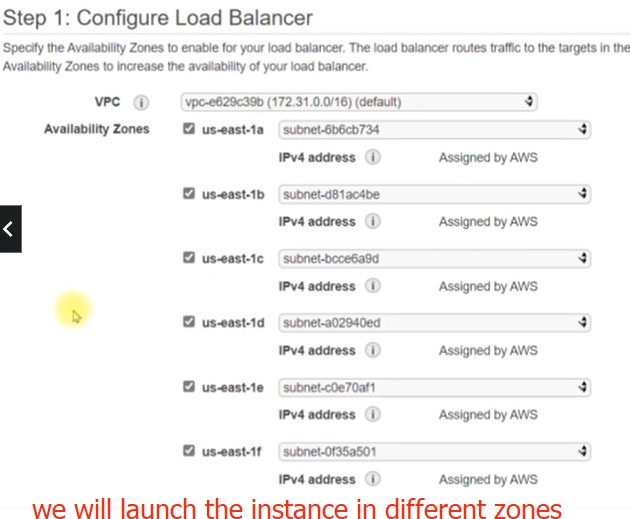 Step 1: Configure Load Balancer
Specify the Availability Zones to enable for your load balancer. The load balancer routes traffic to the targets in the
Availability Zones to increase the availability of your load balancer.
VPC i vpc-e629c39b (172.31.0.0/16) (default)
Availability Zones us-east-1a subnet-6b6cb734
IPv4 address i Assigned by AWS
us-east-1b subnet-d81ac4be
IPv4 address i Assigned by AWS
us-east-1c subnet-bcce6a9d
IPv4 address i Assigned by AWS
us-east-1d subnet-a02940ed
IPv4 address i Assigned by AWS
us-east-1e subnet-c0e70af1
IPv4 address i Assigned by AWS
us-east-1f subnet-0f35a501
IPv4 address i Assigned by AWS
we will launch the instance in different zones